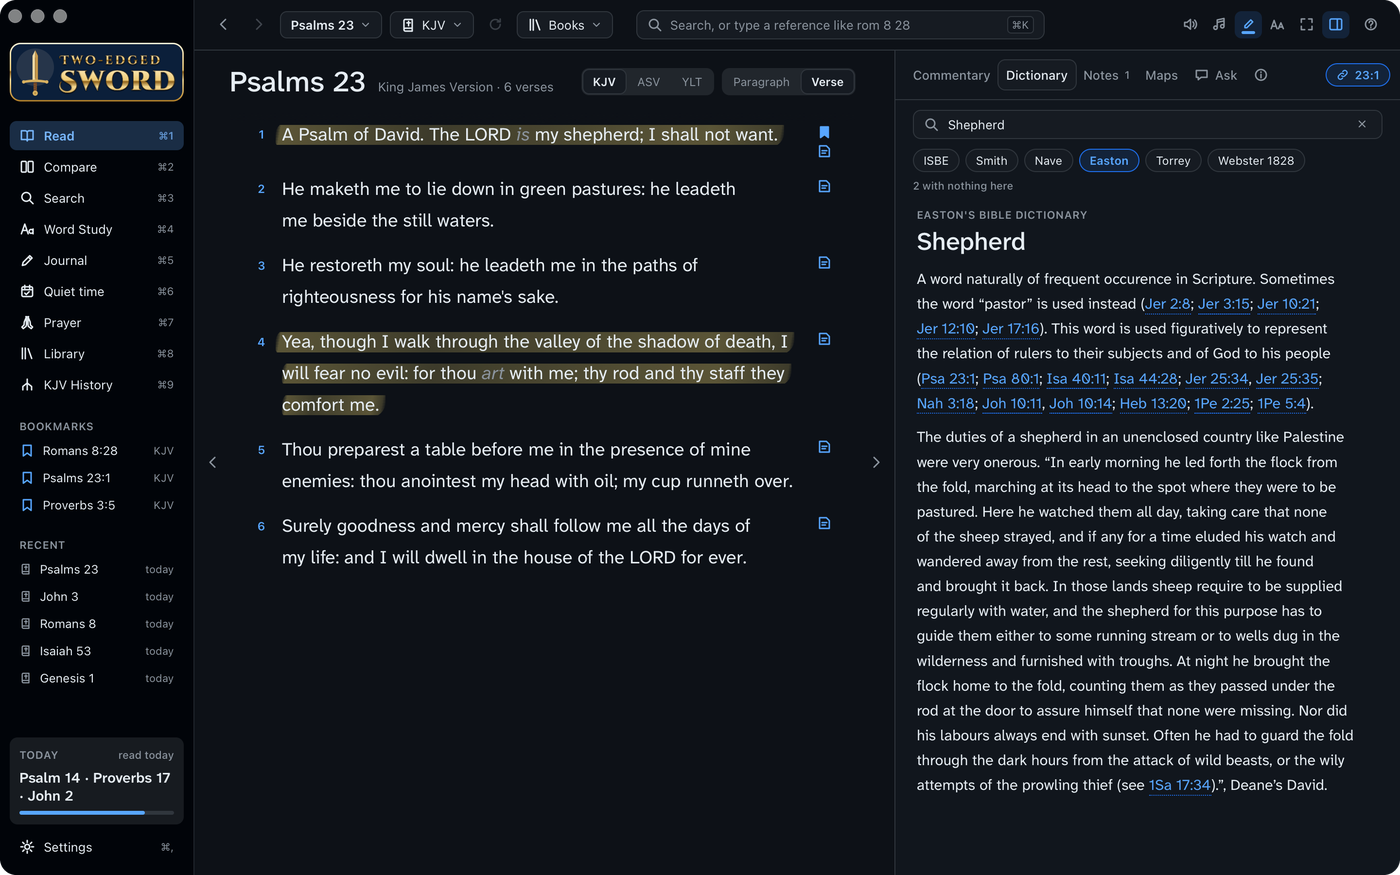 TWO-EDGED
SWORD
Read ⌘1
Compare ⌘2
Search ⌘3
Word Study ⌘4
Journal ⌘5
Quiet time ⌘6
Prayer ⌘7
Library ⌘8
KJV History ⌘9
BOOKMARKS
Romans 8:28 KJV
Psalms 23:1 KJV
Proverbs 3:5 KJV
RECENT
Psalms 23 today
John 3 today
Romans 8 today
Isaiah 53 today
Genesis 1 today
TODAY read today
Psalm 14 · Proverbs 17
· John 2
Settings ⌘,
Psalms 23 KJV Books Search, or type a reference like rom 8 28 ⌘K AA
Psalms 23 King James Version · 6 verses KJV ASV YLT Paragraph Verse
1 A Psalm of David. The LORD is my shepherd; I shall not want.
2 He maketh me to lie down in green pastures: he leadeth
me beside the still waters.
3 He restoreth my soul: he leadeth me in the paths of
righteousness for his name's sake.
4 Yea, though I walk through the valley of the shadow of death, I
will fear no evil: for thou art with me; thy rod and thy staff they
comfort me.
5 Thou preparest a table before me in the presence of mine
enemies: thou anointest my head with oil; my cup runneth over.
6 Surely goodness and mercy shall follow me all the days of
my life: and I will dwell in the house of the LORD for ever.
Commentary Dictionary Notes 1 Maps Ask 23:1
Shepherd
ISBE Smith Nave Easton Torrey Webster 1828
2 with nothing here
EASTON'S BIBLE DICTIONARY
Shepherd
A word naturally of frequent occurence in Scripture. Sometimes
the word “pastor” is used instead (Jer 2:8; Jer 3:15; Jer 10:21;
Jer 12:10; Jer 17:16). This word is used figuratively to represent
the relation of rulers to their subjects and of God to his people
(Psa 23:1; Psa 80:1; Isa 40:11; Isa 44:28; Jer 25:34, Jer 25:35;
Nah 3:18; Joh 10:11, Joh 10:14; Heb 13:20; 1Pe 2:25; 1Pe 5:4).
The duties of a shepherd in an unenclosed country like Palestine
were very onerous. “In early morning he led forth the flock from
the fold, marching at its head to the spot where they were to be
pastured. Here he watched them all day, taking care that none
of the sheep strayed, and if any for a time eluded his watch and
wandered away from the rest, seeking diligently till he found
and brought it back. In those lands sheep require to be supplied
regularly with water, and the shepherd for this purpose has to
guide them either to some running stream or to wells dug in the
wilderness and furnished with troughs. At night he brought the
flock home to the fold, counting them as they passed under the
rod at the door to assure himself that none were missing. Nor did
his labours always end with sunset. Often he had to guard the fold
through the dark hours from the attack of wild beasts, or the wily
attempts of the prowling thief (see 1Sa 17:34).”, Deane’s David.